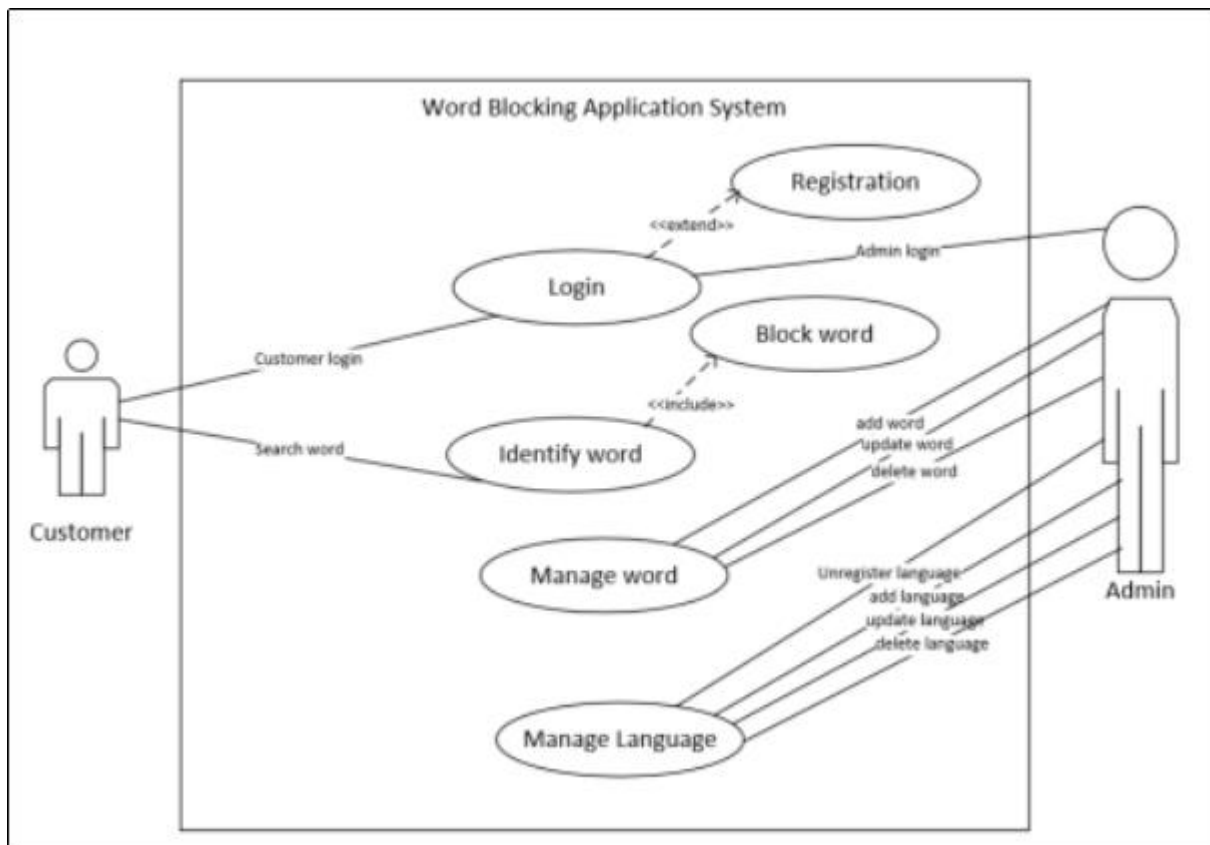 Word Blocking Application System
Registration
<<extend>>
Admin login
Login
Block word
Customer login
<<include>>
add word
Search word
Identify word
update word
delete word
Customer
Manage word
Unregister language
Admin
add language
update language
delete language
Manage Language